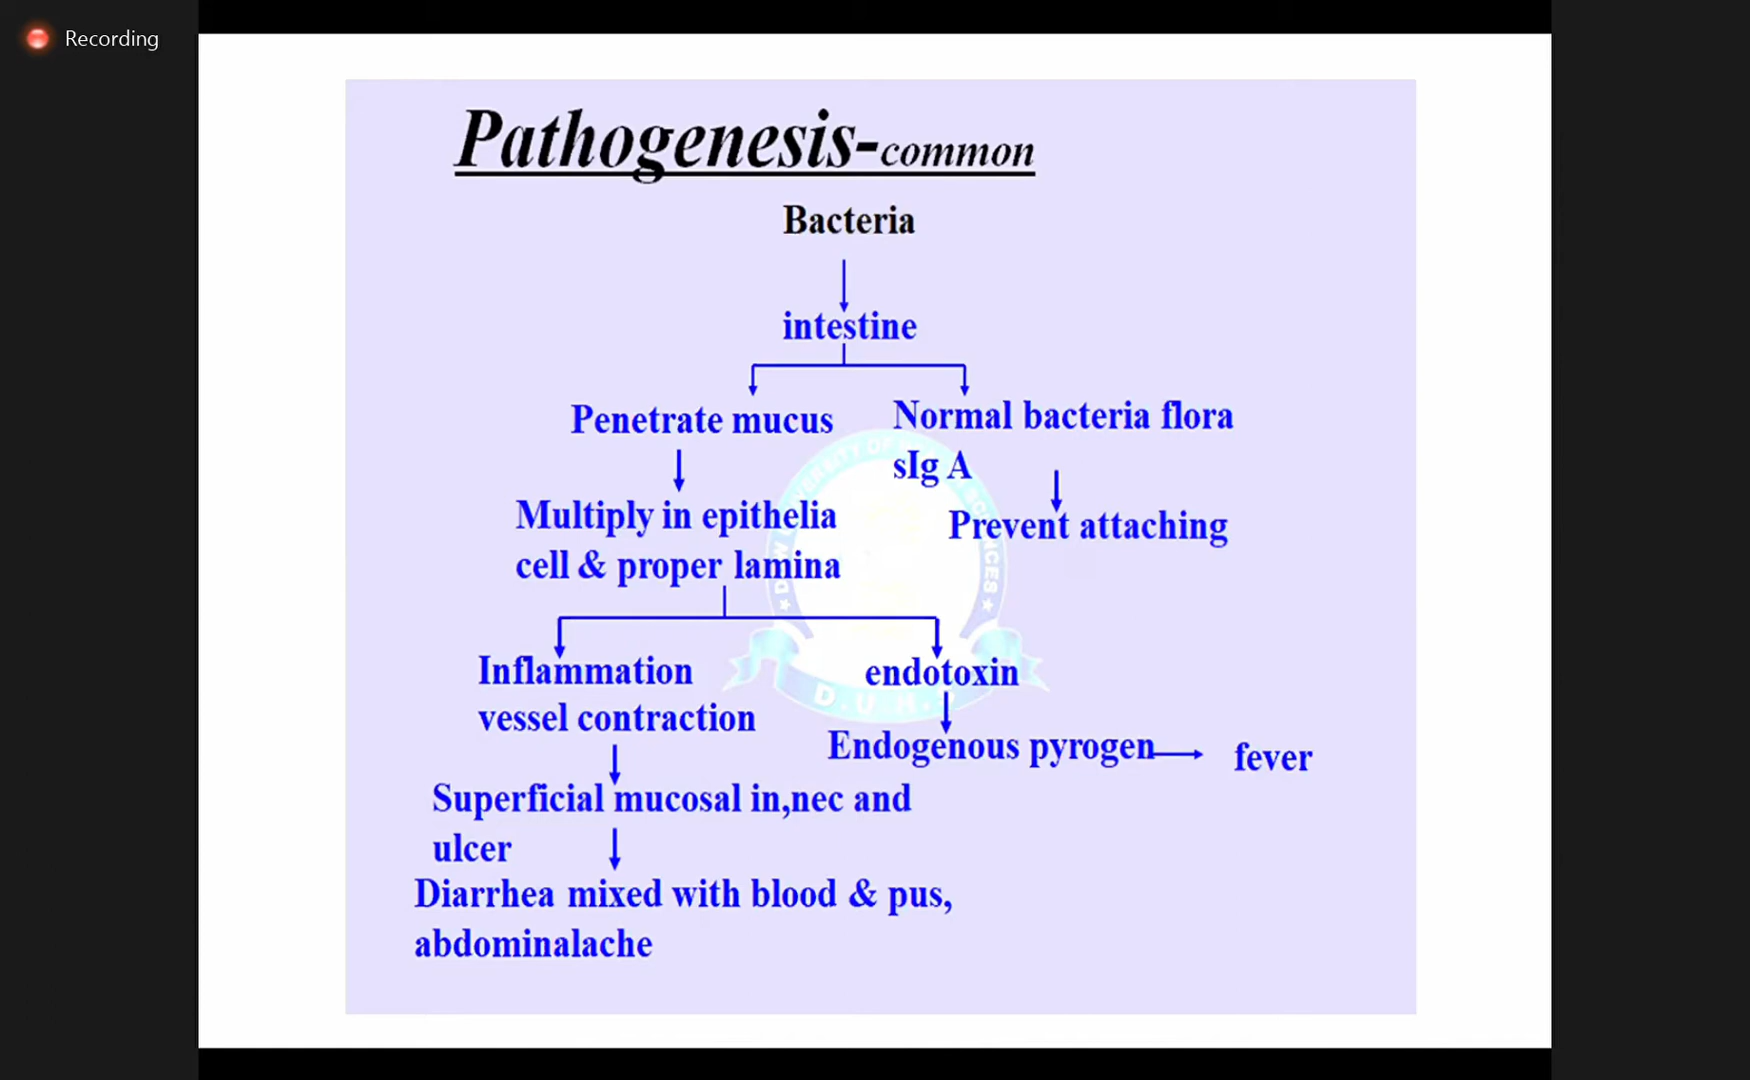 Recording
Pathogenesis-common
Bacteria
intestine
Penetrate mucus
Normal bacteria flora
sIg A
Multiply in epithelia
cell & proper lamina
Prevent attaching
Inflammation
vessel contraction
endotoxin
Endogenous pyrogen
fever
Superficial mucosal in,nec and
ulcer
Diarrhea mixed with blood & pus,
abdominalache
D.U.H.S